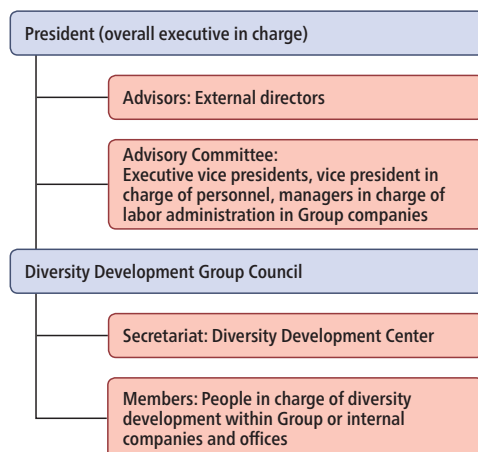 President (overall executive in charge)
Advisors: External directors
Advisory Committee:
Executive vice presidents, vice president in
charge of personnel, managers in charge of
labor administration in Group companies
Diversity Development Group Council
Secretariat: Diversity Development Center
Members: People in charge of diversity
development within Group or internal
companies and offices